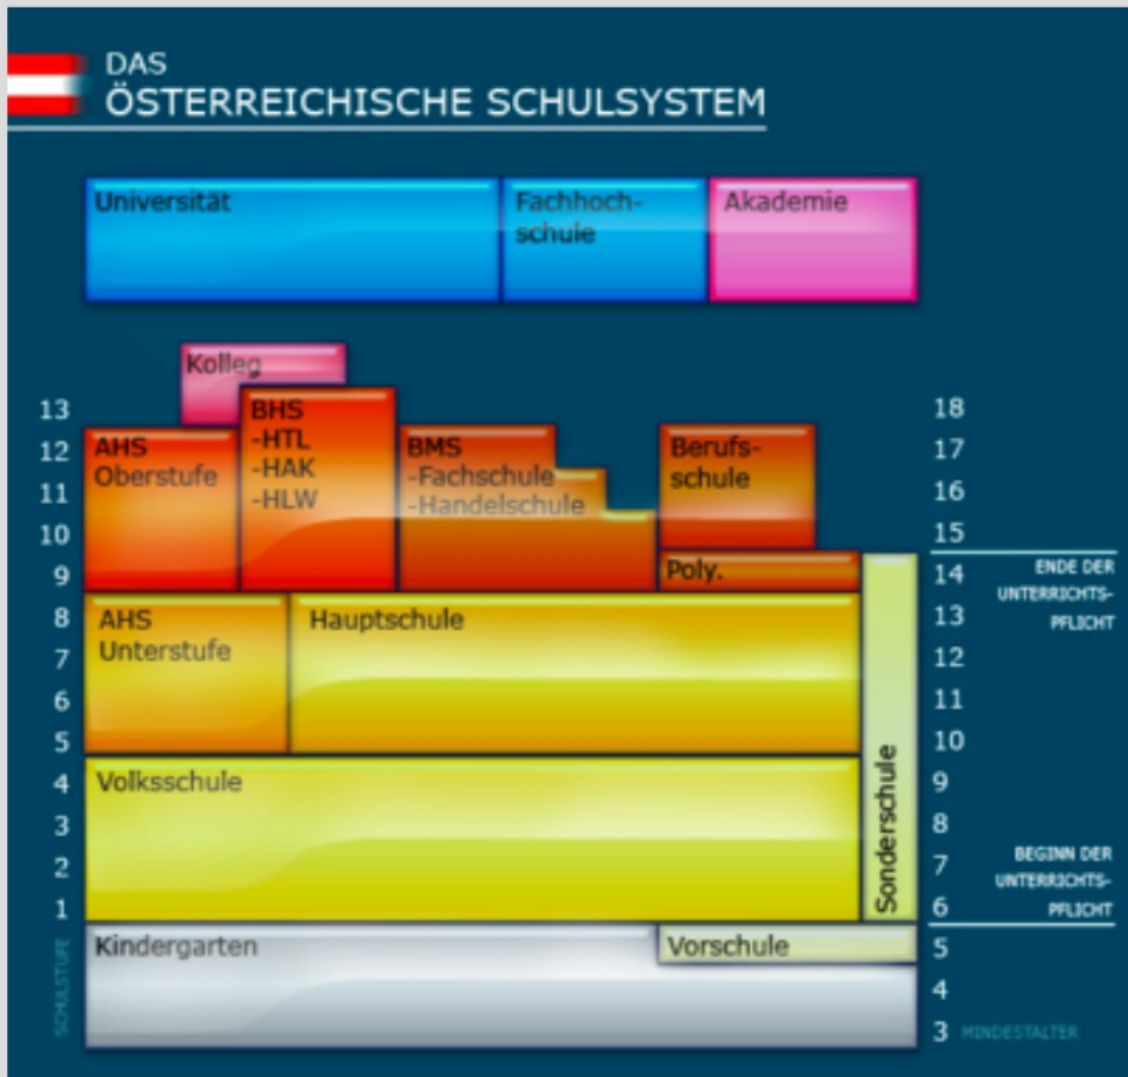 DAS
ÖSTERREICHISCHE SCHULSYSTEM
Universität
Fachhoch-
schule
Akademie
Kolleg
13
12
11
10
9
8
7
6
5
4
3
2
1
SCHULSTUFE
AHS
Oberstufe
BHS
-HTL
-HAK
-HLW
BMS
-Fachschule
-Handelschule
Berufs-
schule
Poly.
AHS
Unterstufe
Hauptschule
Volksschule
Sonderschule
Kindergarten
Vorschule
18
17
16
15
14
13
12
11
10
9
8
7
6
5
4
3
MINDESTALTER
ENDE DER
UNTERRICHTS-
PFLICHT
BEGINN DER
UNTERRICHTS-
PFLICHT